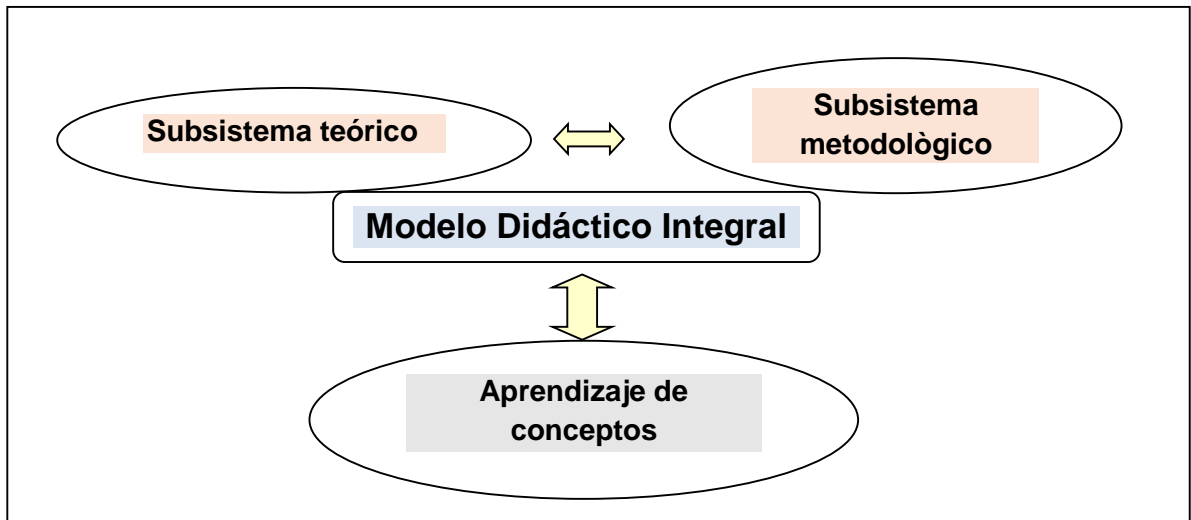 Subsistema teórico
Subsistema
metodològico
Modelo Didáctico Integral
Aprendizaje de
conceptos